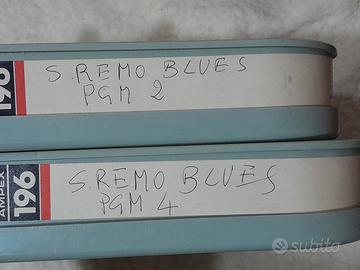 196
S. REMO BLUES
PGM 2
AMPEX
196
S. REMO BLUES
PGM 4
subito